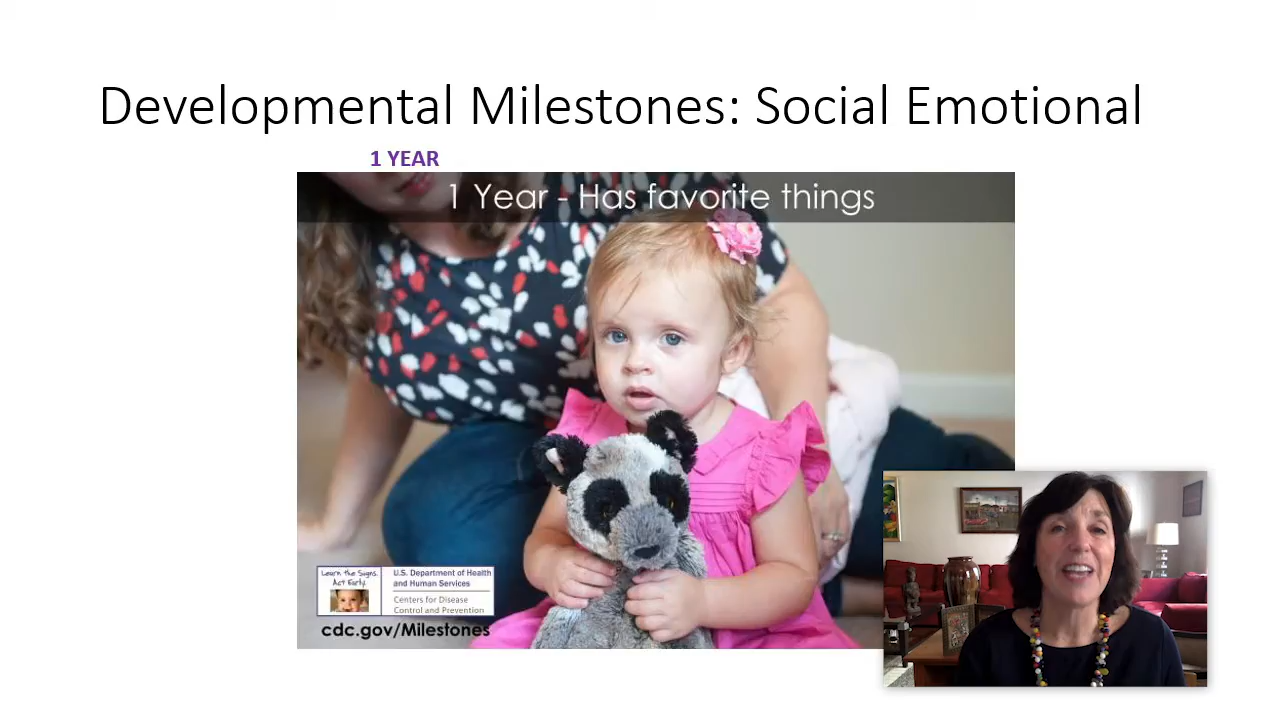 Developmental Milestones: Social Emotional
1 YEAR
1 Year - Has favorite things
Learn the Signs.
Act Early.
U.S. Department of Health
and Human Services
Centers for Disease
Control and Prevention
cdc.gov/Milestones